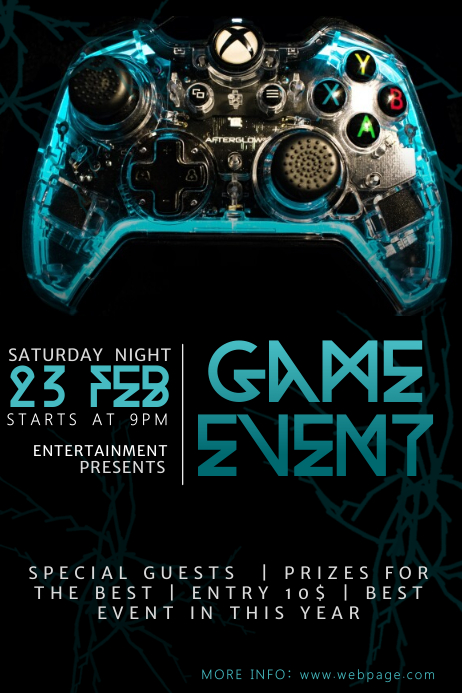 Y
X
B
A
AFTERGLOW
SATURDAY NIGHT
23 FEB
STARTS AT 9PM
ENTERTAINMENT
PRESENTS
GAME
EVENT
SPECIAL GUESTS | PRIZES FOR
THE BEST | ENTRY 10$ | BEST
EVENT IN THIS YEAR
MORE INFO: www.webpage.com